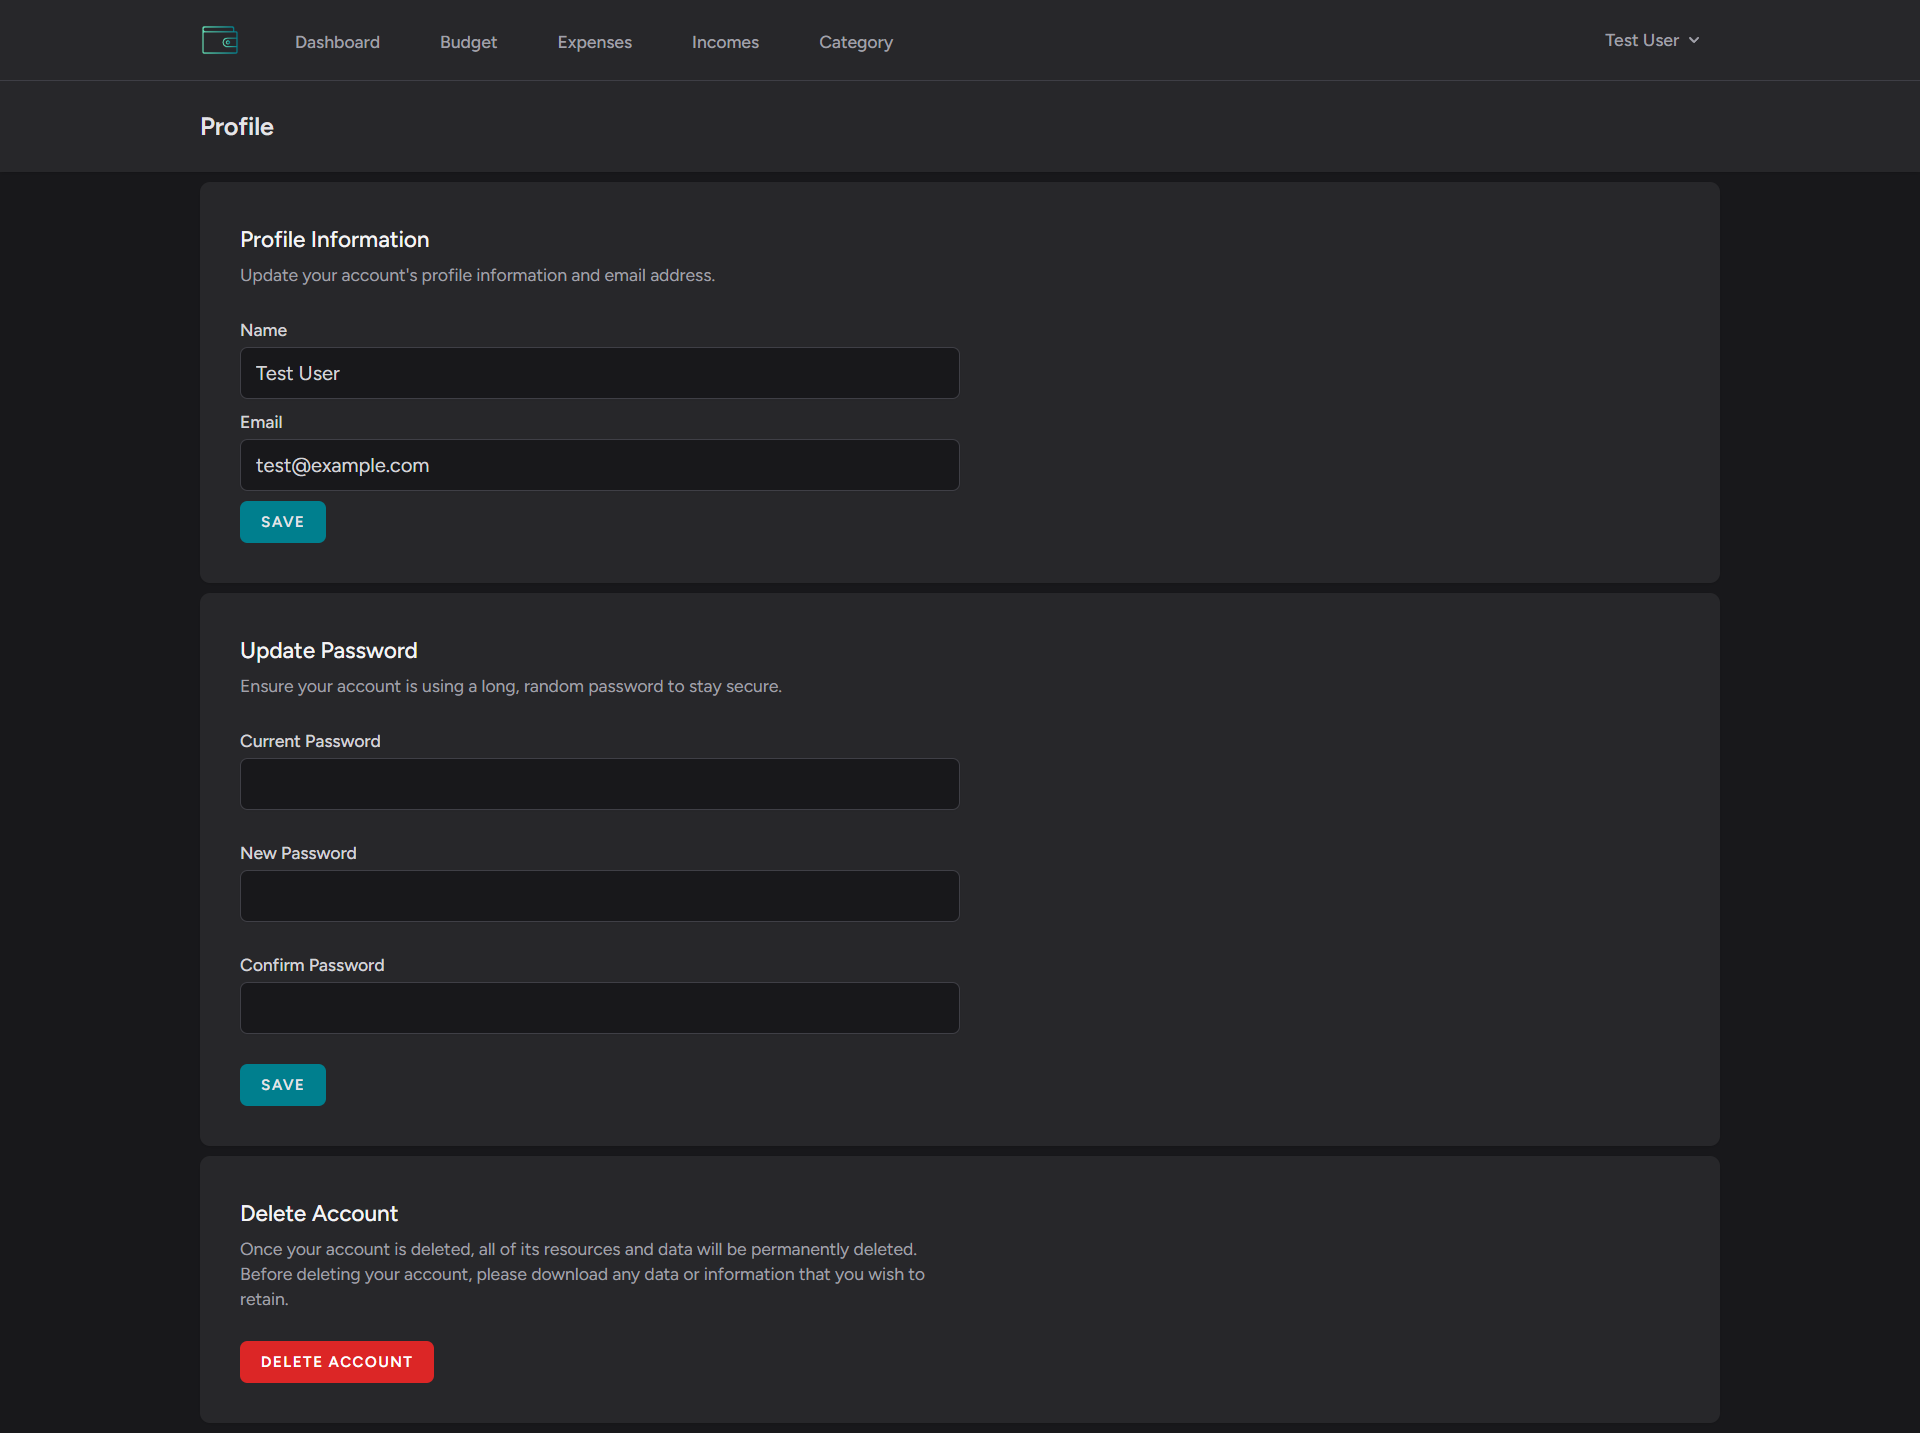 Dashboard Budget Expenses Incomes Category Test User
Profile
Profile Information
Update your account's profile information and email address.
Name
Test User
Email
test@example.com
SAVE
Update Password
Ensure your account is using a long, random password to stay secure.
Current Password
New Password
Confirm Password
SAVE
Delete Account
Once your account is deleted, all of its resources and data will be permanently deleted.
Before deleting your account, please download any data or information that you wish to
retain.
DELETE ACCOUNT